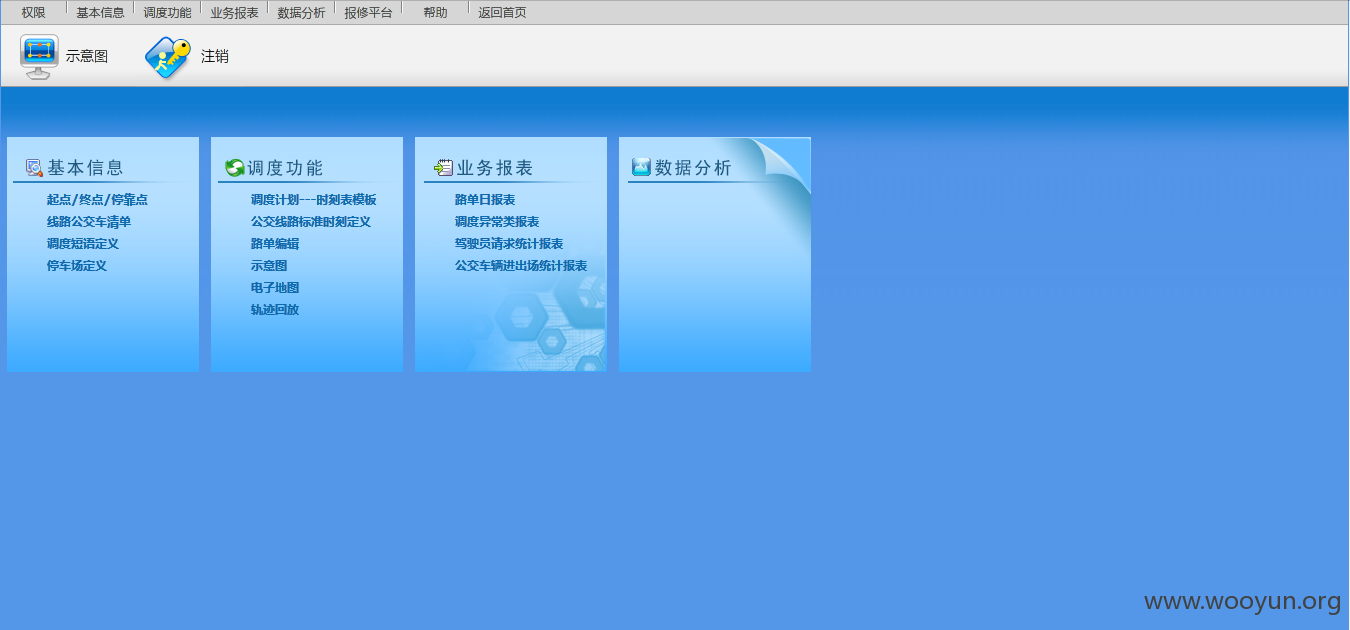 权限 基本信息 调度功能 业务报表 数据分析 报修平台 帮助 返回首页
示意图 注销
基本信息
起点/终点/停靠点
线路公交车清单
调度短语定义
停车场定义
调度功能
调度计划---时刻表模板
公交线路标准时刻定义
路单编辑
示意图
电子地图
轨迹回放
业务报表
路单日报表
调度异常类报表
驾驶员请求统计报表
公交车辆进出场统计报表
数据分析
www.wooyun.org